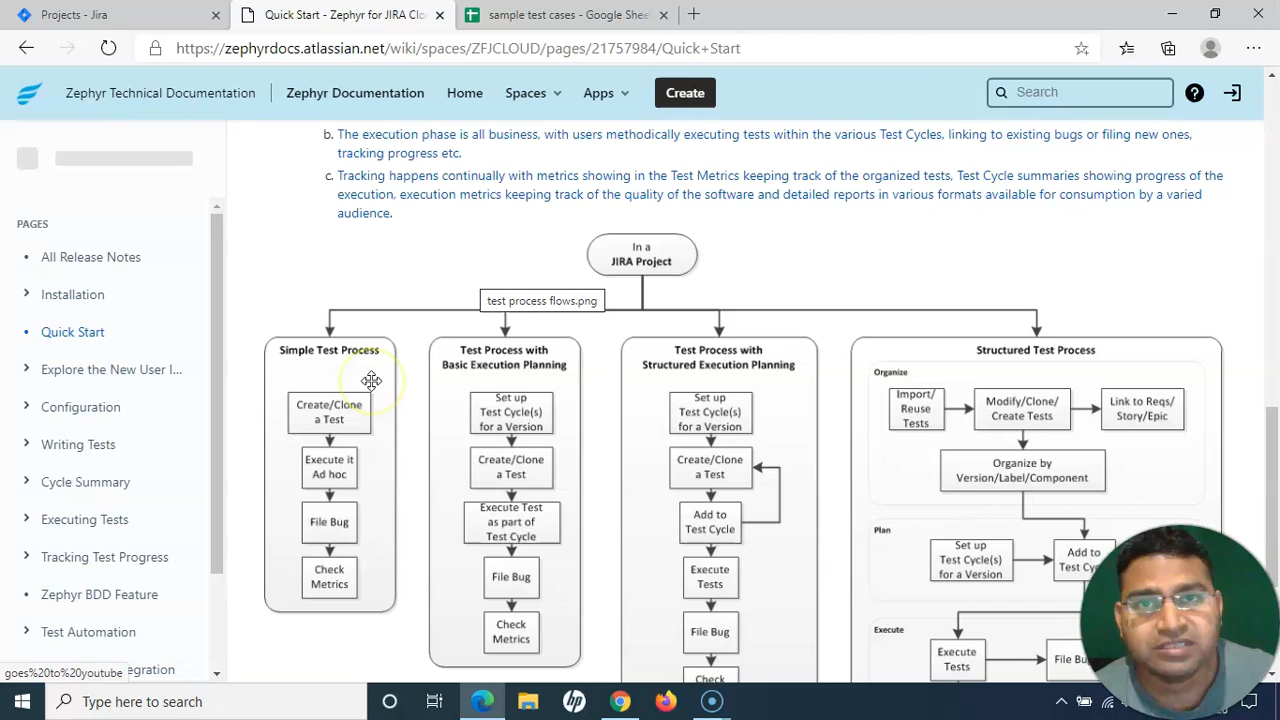 Projects - Jira
Quick Start - Zephyr for JIRA Clo
sample test cases - Google Shee
https://zephyrdocs.atlassian.net/wiki/spaces/ZFJCLOUD/pages/21757984/Quick+Start
Zephyr Technical Documentation
Zephyr Documentation
Home
Spaces
Apps
Create
Search
b. The execution phase is all business, with users methodically executing tests within the various Test Cycles, linking to existing bugs or filing new ones,
tracking progress etc.
c. Tracking happens continually with metrics showing in the Test Metrics keeping track of the organized tests, Test Cycle summaries showing progress of the
execution, execution metrics keeping track of the quality of the software and detailed reports in various formats available for consumption by a varied
audience.
PAGES
All Release Notes
Installation
Quick Start
Explore the New User I...
Configuration
Writing Tests
Cycle Summary
Executing Tests
Tracking Test Progress
Zephyr BDD Feature
Test Automation
egration
goes%20to%20youtube
In a
JIRA Project
test process flows.png
Simple Test Process
Create/Clone
a Test
Execute it
Ad hoc
File Bug
Check
Metrics
Test Process with
Basic Execution Planning
Set up
Test Cycle(s)
for a Version
Create/Clone
a Test
Execute Test
as part of
Test Cycle
File Bug
Check
Metrics
Test Process with
Structured Execution Planning
Set up
Test Cycle(s)
for a Version
Create/Clone
a Test
Add to
Test Cycle
Execute
Tests
File Bug
Check
Structured Test Process
Organize
Import/
Reuse
Tests
Modify/Clone/
Create Tests
Link to Reqs/
Story/Epic
Organize by
Version/Label/Component
Plan
Set up
Test Cycle(s)
for a Version
Add to
Test Cyc
Execute
Execute
Tests
File Bug
Type here to search